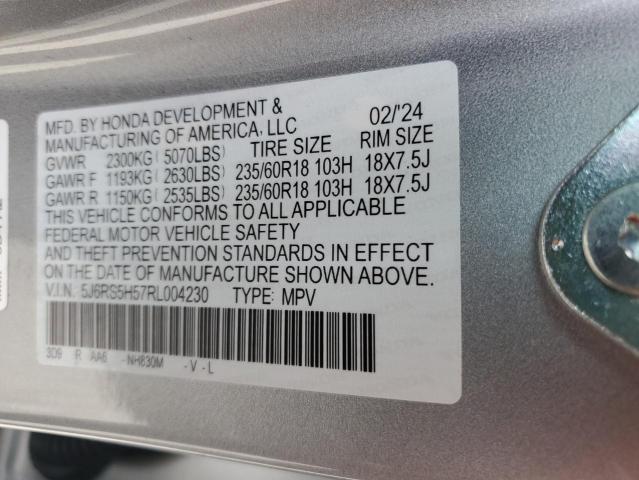 MFD. BY HONDA DEVELOPMENT &
MANUFACTURING OF AMERICA, LLC 02/'24
GVWR 2300KG ( 5070LBS) TIRE SIZE RIM SIZE
GAWR F 1193KG ( 2630LBS) 235/60R18 103H 18X7.5J
GAWR R 1150KG ( 2535LBS) 235/60R18 103H 18X7.5J
THIS VEHICLE CONFORMS TO ALL APPLICABLE
FEDERAL MOTOR VEHICLE SAFETY
AND THEFT PREVENTION STANDARDS IN EFFECT
ON THE DATE OF MANUFACTURE SHOWN ABOVE.
V.I.N: 5J6RS5H57RL004230 TYPE: MPV
3D9 R AA6 -NH830M -V-L